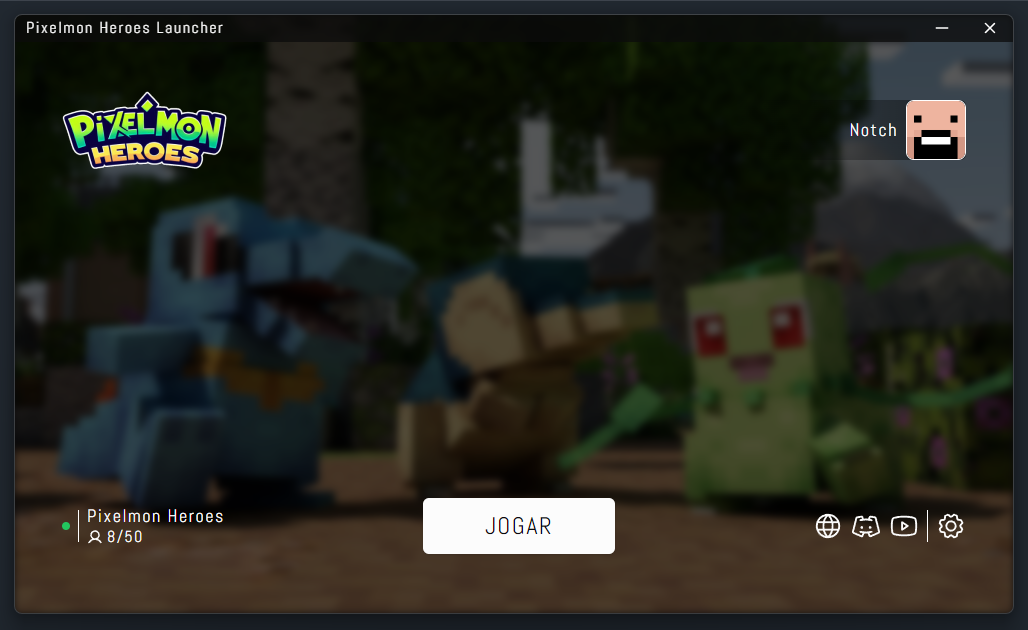 Pixelmon Heroes Launcher
PIXELMON
HEROES
Notch
Pixelmon Heroes
8/50
JOGAR